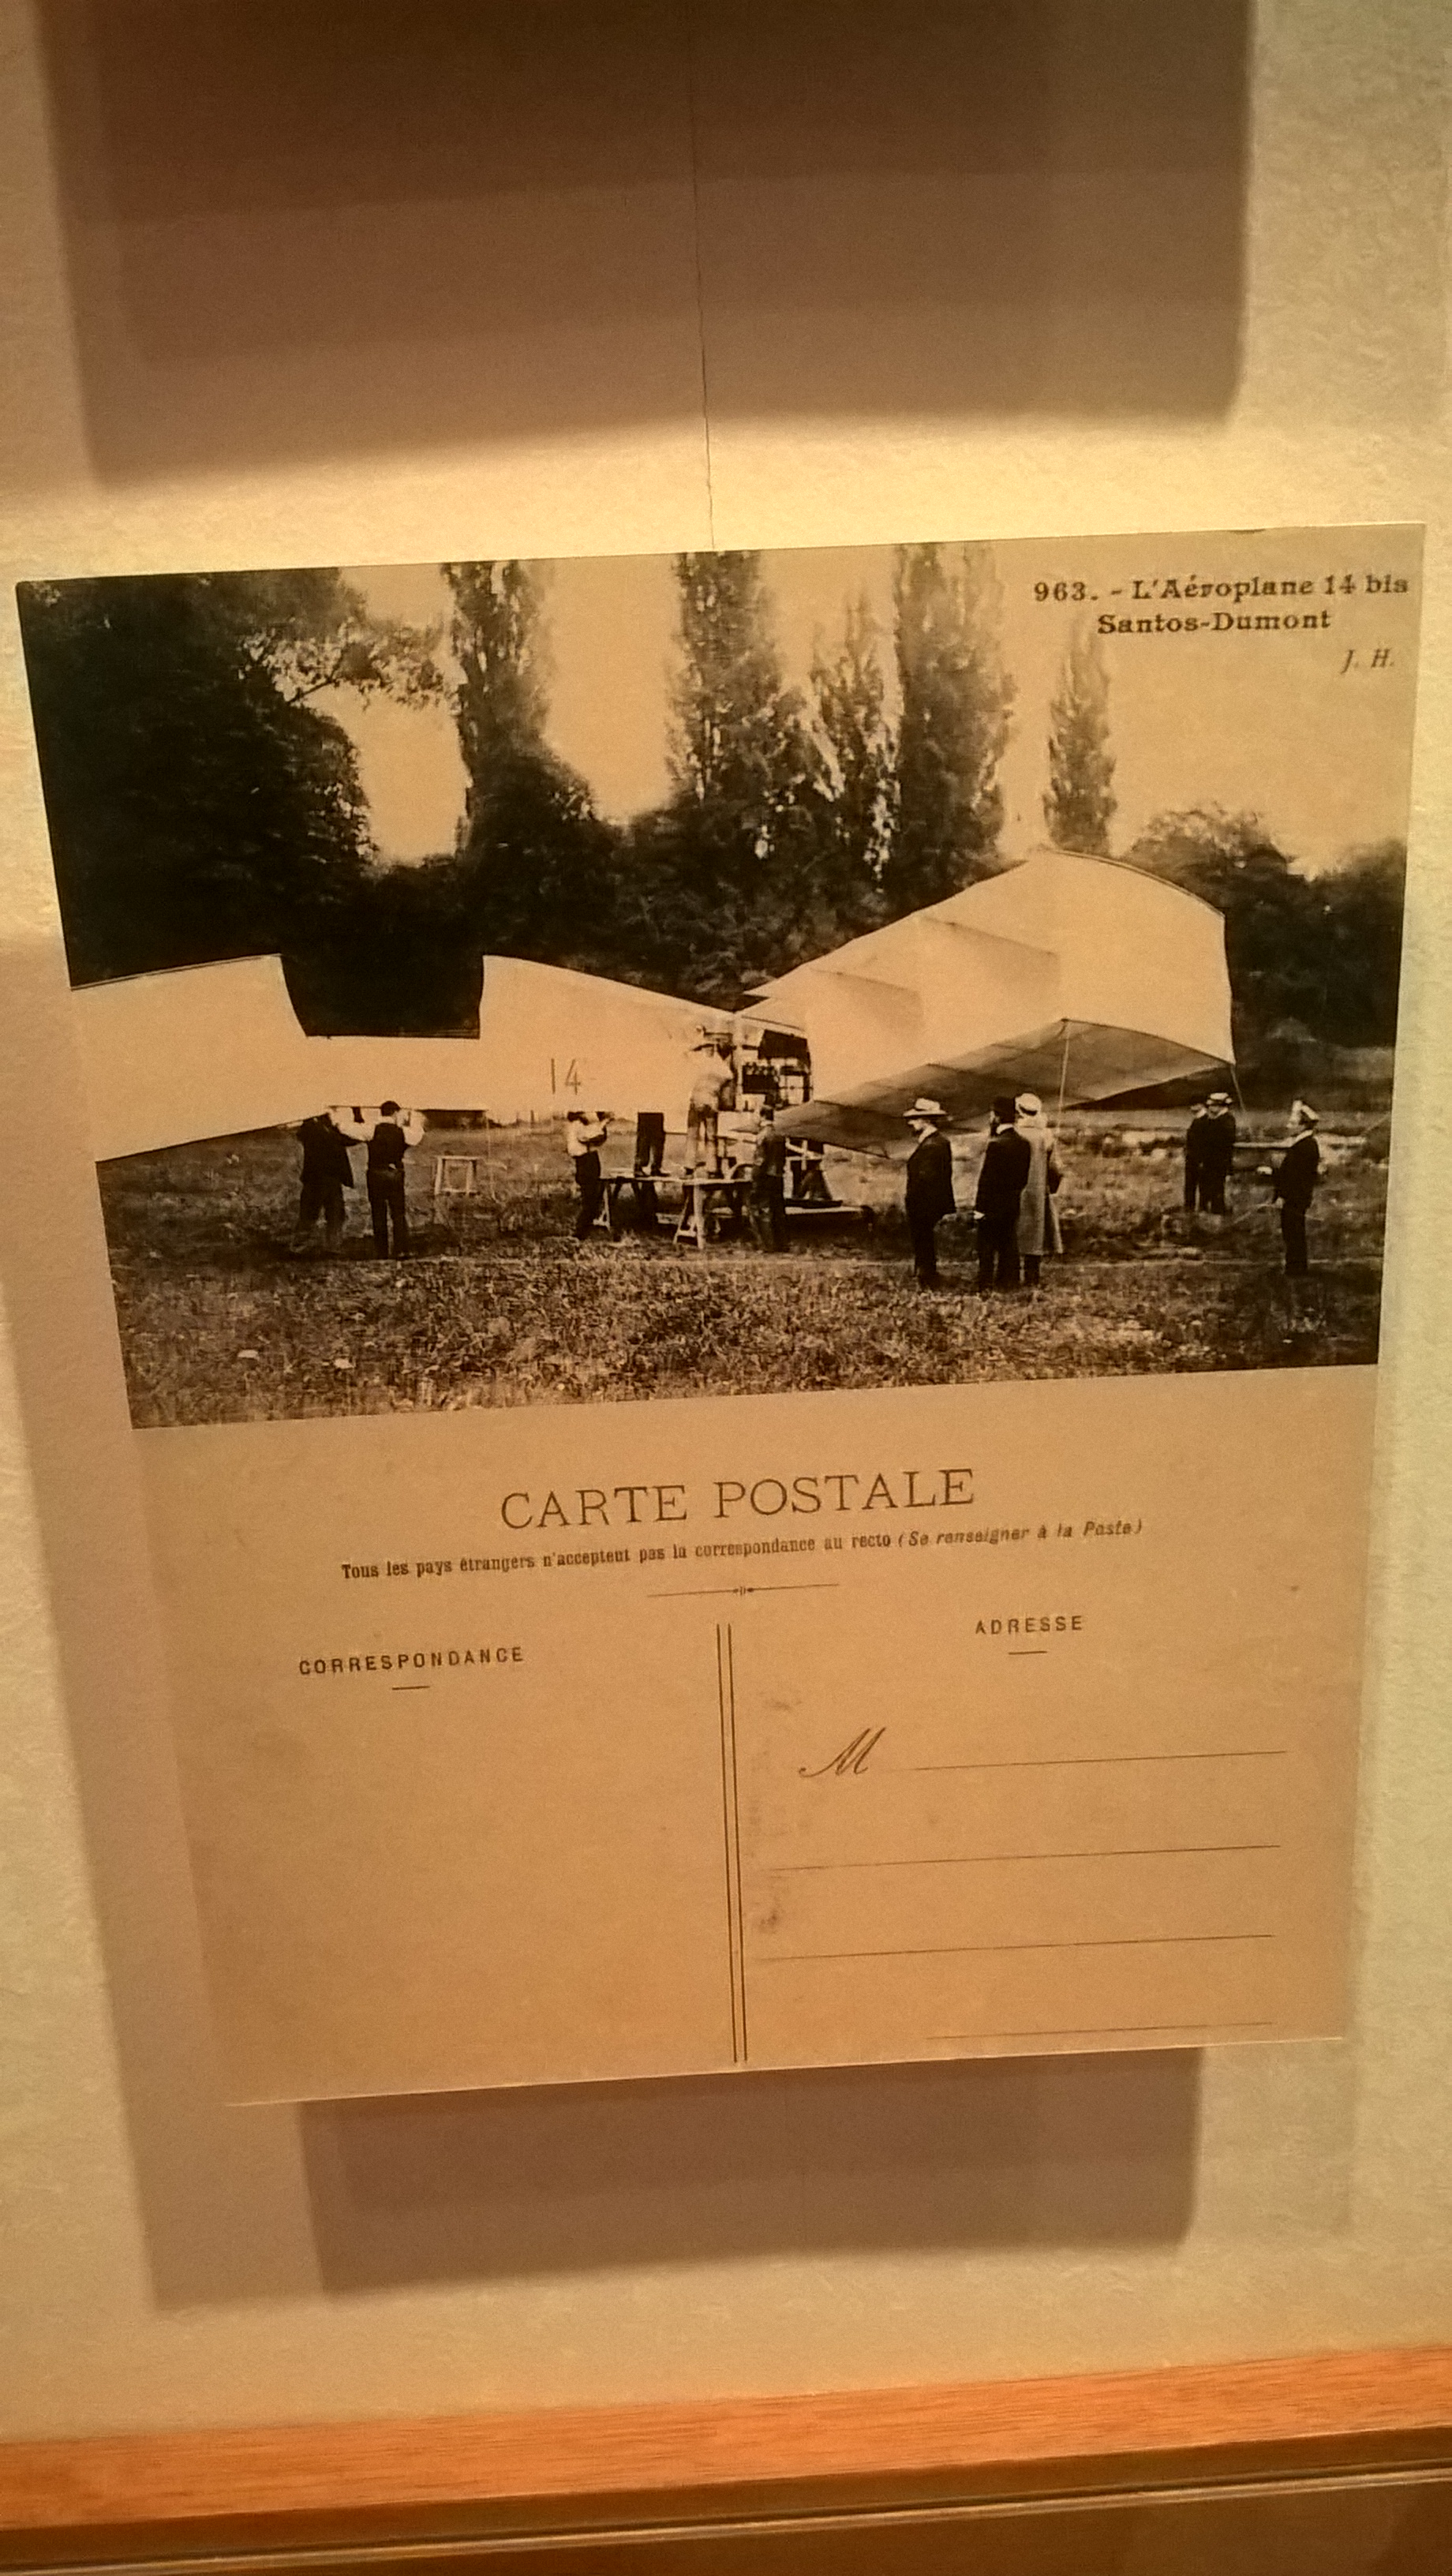 963. - L'Aéroplane 14 bis
Santos-Dumont
J. H.
14
CARTE POSTALE
Tous les pays étrangers n'acceptent pas la correspondance au recto (Se renseigner à la Poste)
CORRESPONDANCE
ADRESSE
M